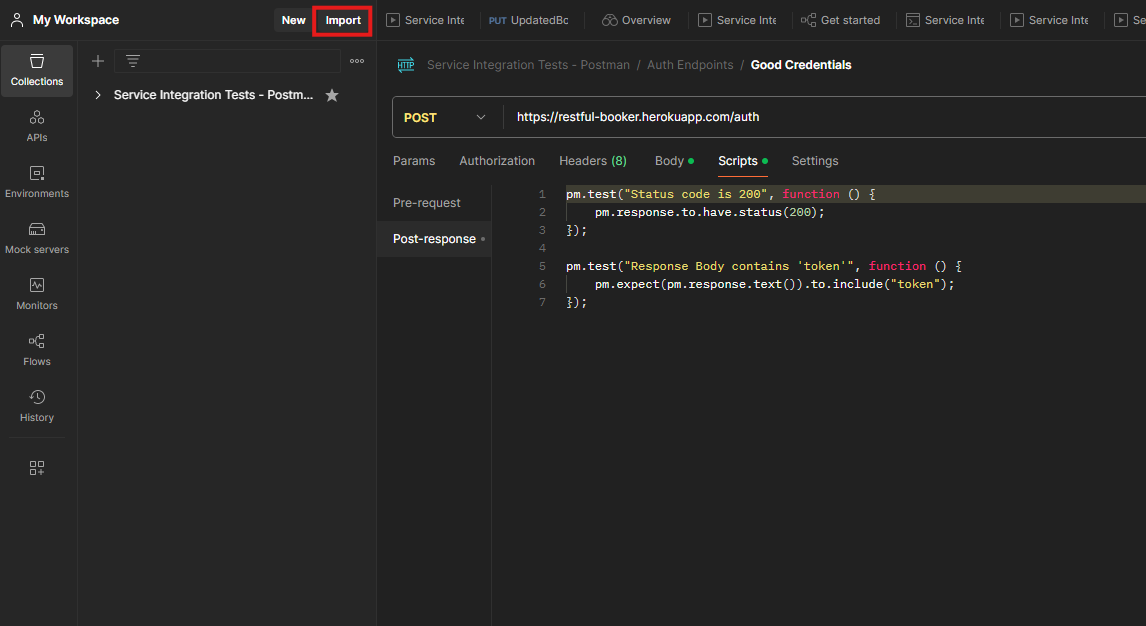 My Workspace
New
Import
Service Inte
PUT UpdatedBc
Overview
Service Inte
Get started
Service Inte
Service Inte
Se
Collections
APIs
Environments
Mock servers
Monitors
Flows
History
Service Integration Tests - Postm...
HTTP Service Integration Tests - Postman / Auth Endpoints / Good Credentials
POST https://restful-booker.herokuapp.com/auth
Params Authorization Headers (8) Body Scripts Settings
Pre-request
Post-response
1 pm.test("Status code is 200", function () {
2 pm.response.to.have.status(200);
3 });
4
5 pm.test("Response Body contains 'token'", function () {
6 pm.expect(pm.response.text()).to.include("token");
7 });